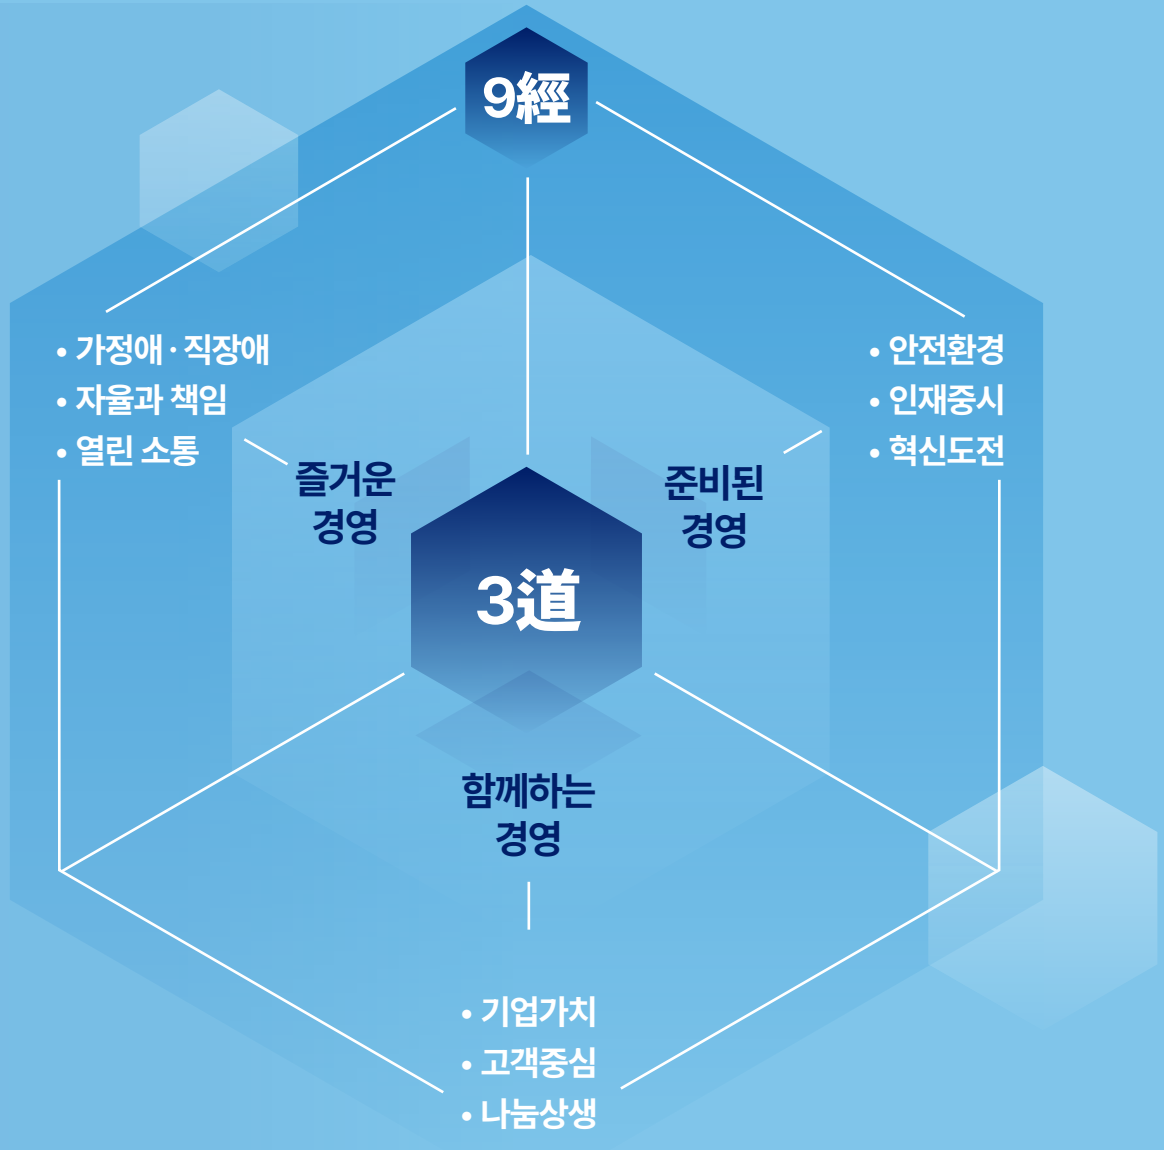 9經
• 가정애 · 직장애
• 자율과 책임
• 열린 소통
• 안전환경
• 인재중시
• 혁신도전
즐거운
경영
준비된
경영
3道
함께하는
경영
• 기업가치
• 고객중심
• 나눔상생